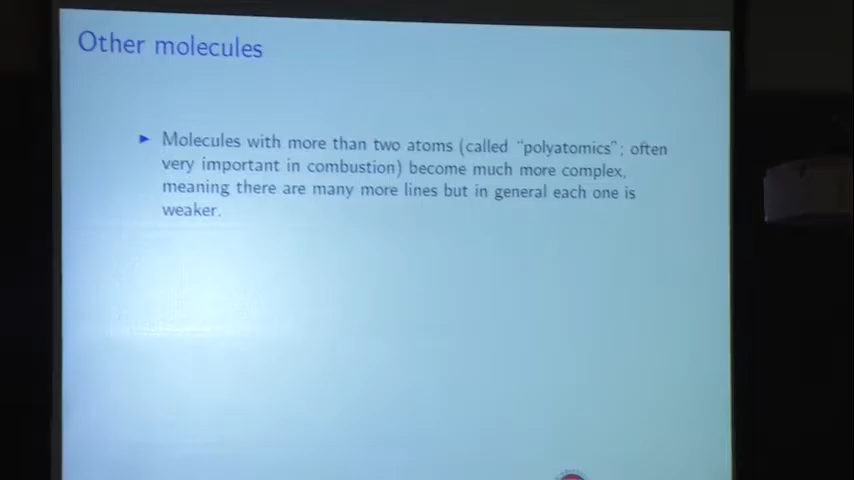 Other molecules
Molecules with more than two atoms (called "polyatomics"; often
very important in combustion) become much more complex,
meaning there are many more lines but in general each one is
weaker.